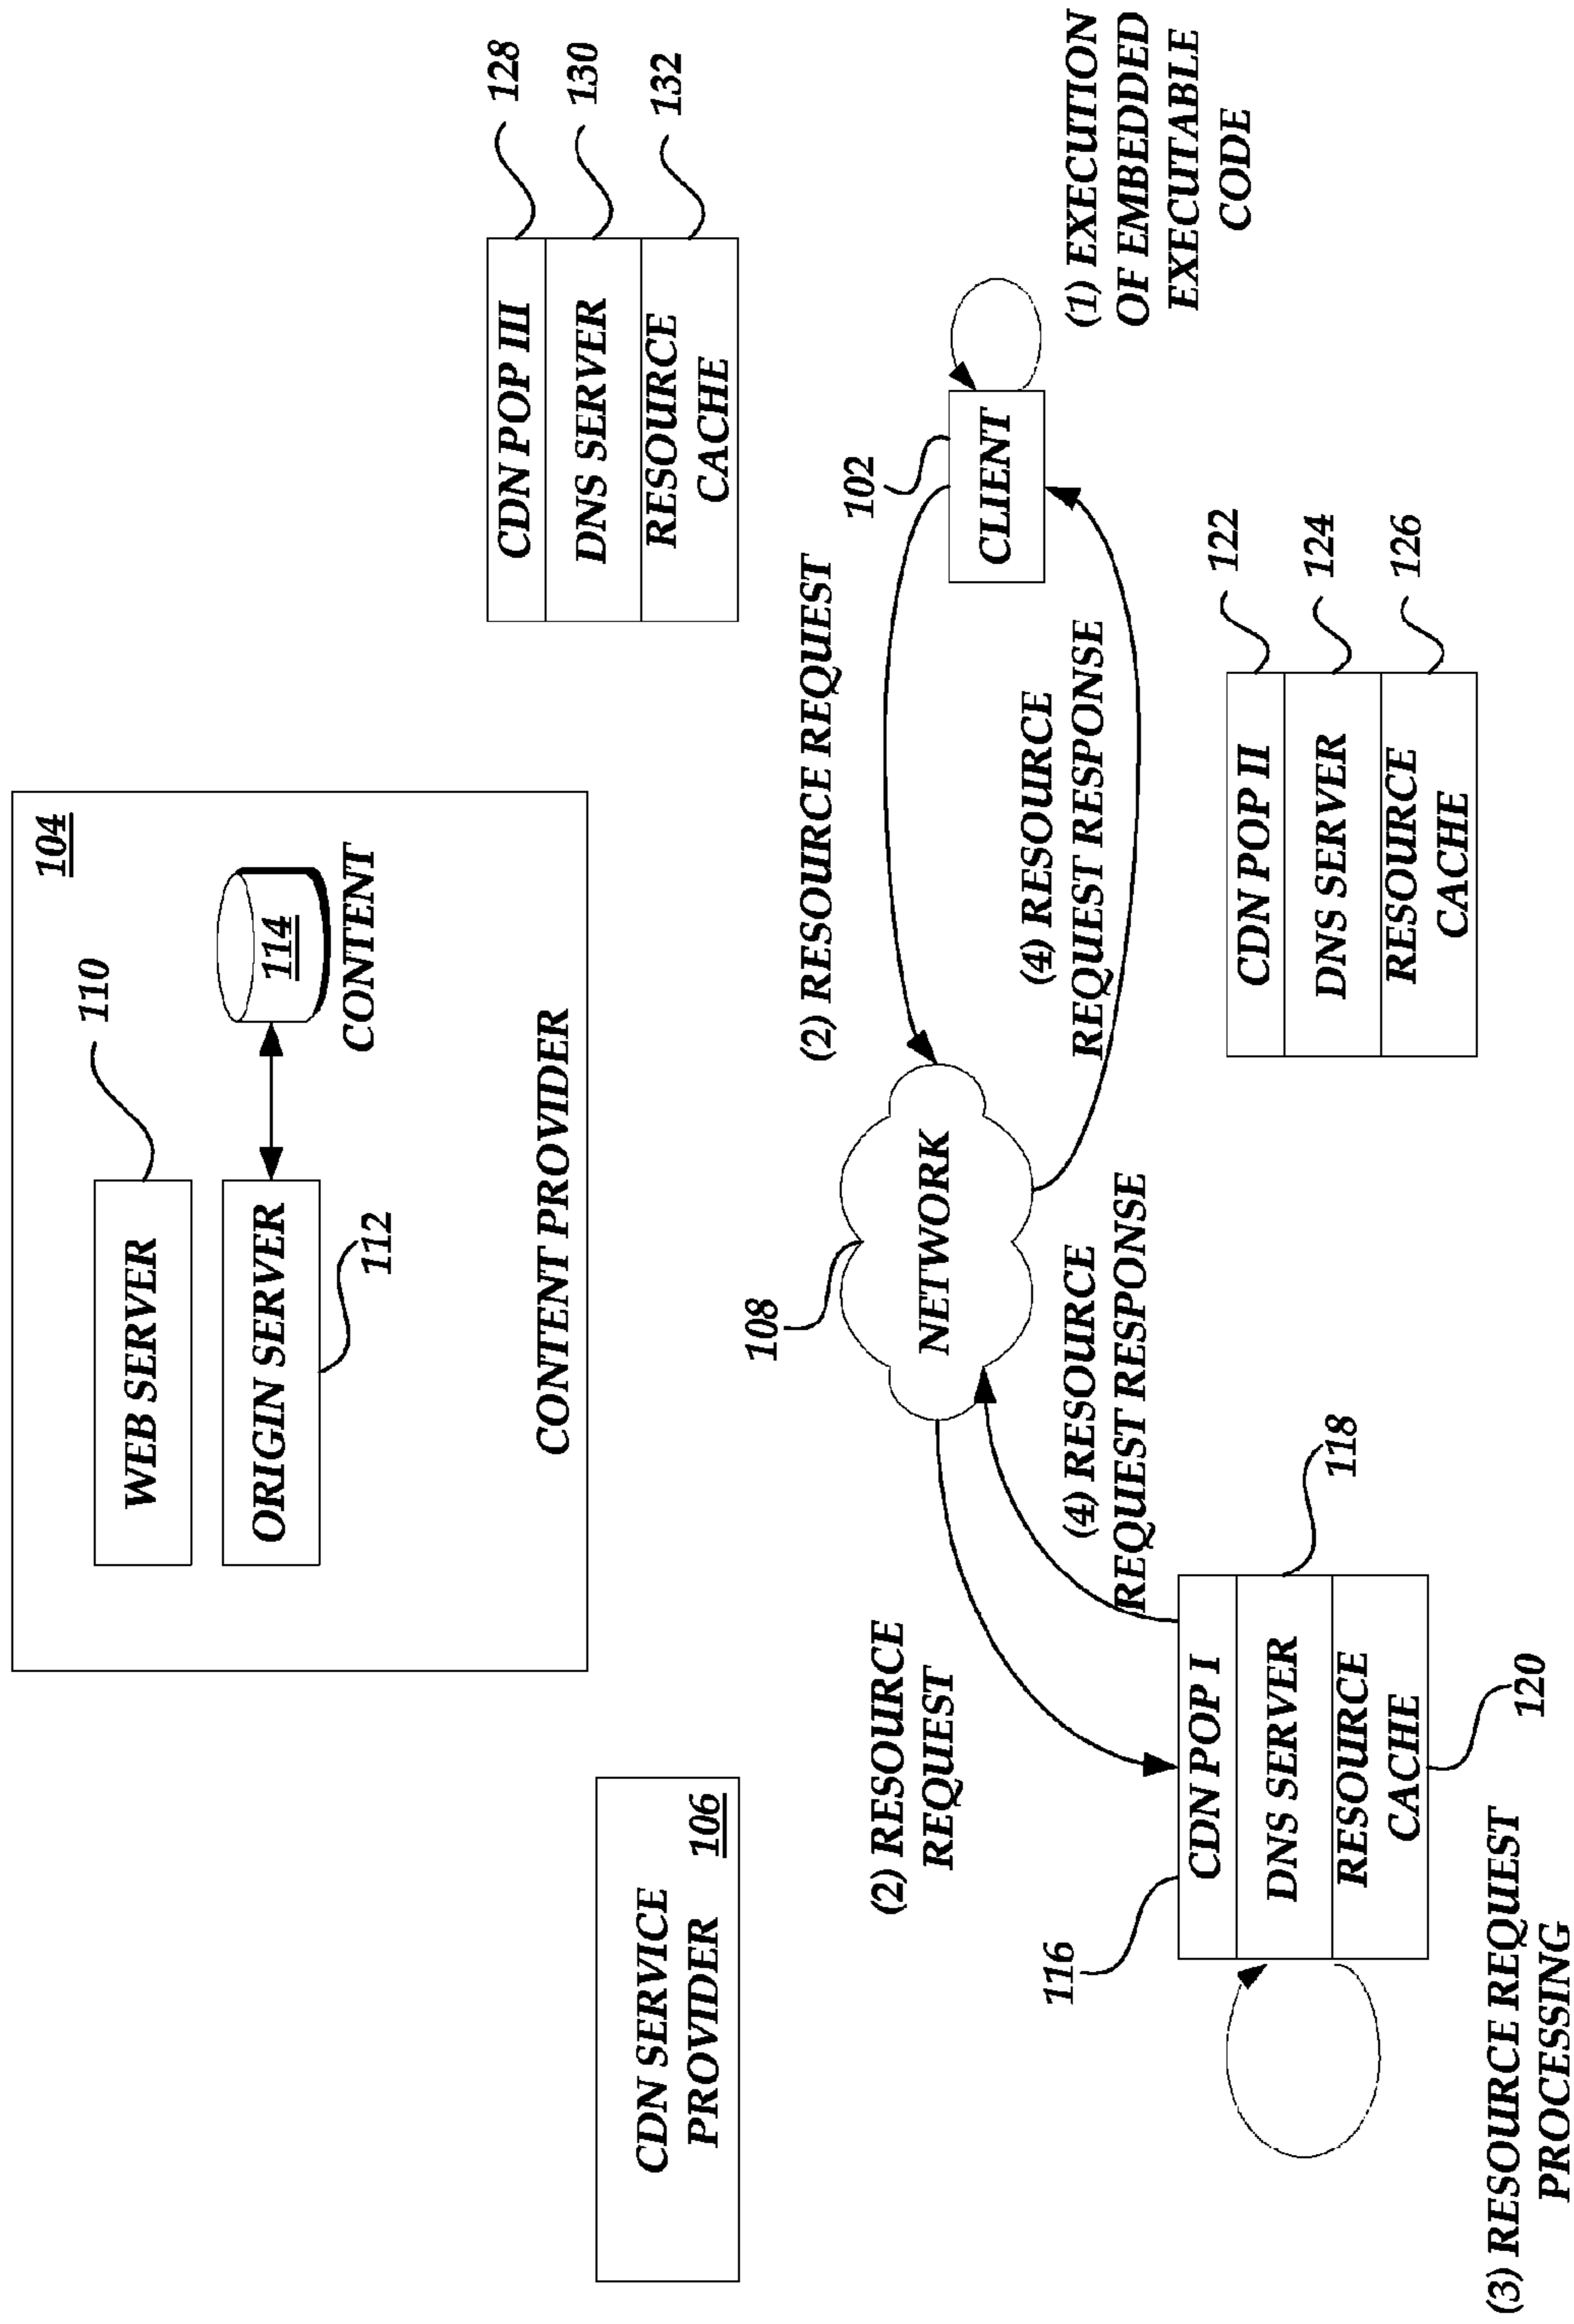 104
WEB SERVER
110
ORIGIN SERVER
112
114
CONTENT
CONTENT PROVIDER
CDN SERVICE
PROVIDER
106
CDN POP III
128
DNS SERVER
130
RESOURCE
CACHE
132
108
NETWORK
(2) RESOURCE REQUEST
102
CLIENT
(1) EXECUTION
OF EMBEDDED
EXECUTABLE
CODE
(2) RESOURCE
REQUEST
(4) RESOURCE
REQUEST RESPONSE
(4) RESOURCE
REQUEST RESPONSE
116
CDN POP I
DNS SERVER
118
RESOURCE
CACHE
120
CDN POP II
122
DNS SERVER
124
RESOURCE
CACHE
126
(3) RESOURCE REQUEST
PROCESSING